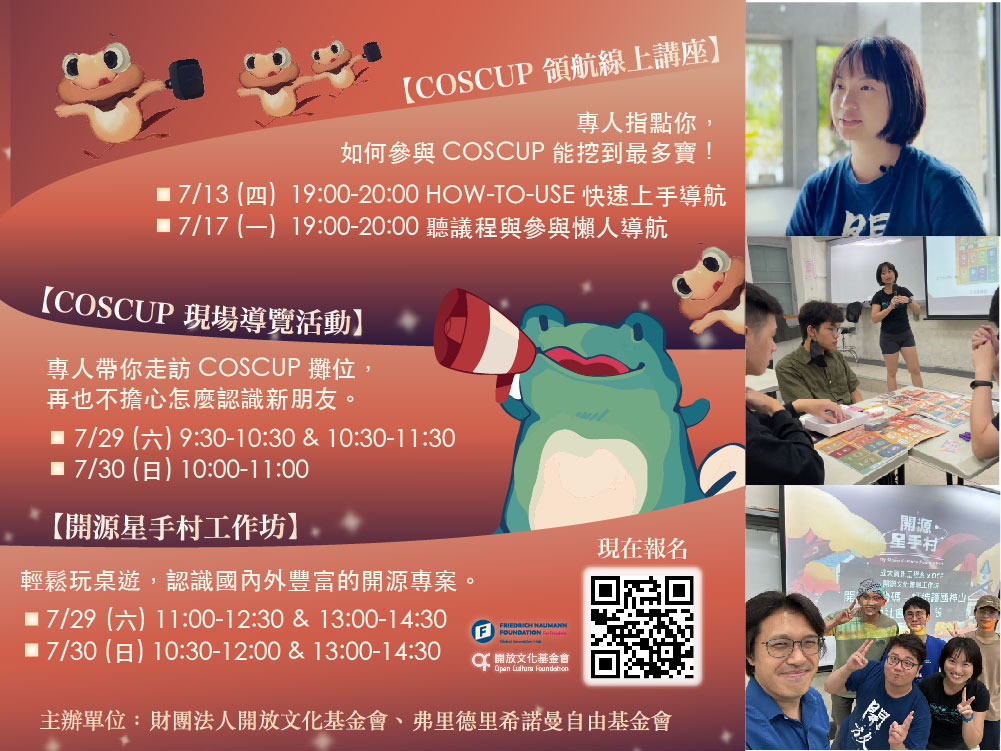 【COSCUP 領航線上講座】
專人指點你，
如何參與 COSCUP 能挖到最多寶！
7/13 (四) 19:00-20:00 HOW-TO-USE 快速上手導航
7/17 (一) 19:00-20:00 聽議程與參與懶人導航
【COSCUP 現場導覽活動】
專人帶你走訪 COSCUP 攤位，
再也不擔心怎麼認識新朋友。
7/29 (六) 9:30-10:30 & 10:30-11:30
7/30 (日) 10:00-11:00
【開源星手村工作坊】
輕鬆玩桌遊，認識國內外豐富的開源專案。
7/29 (六) 11:00-12:30 & 13:00-14:30
7/30 (日) 10:30-12:00 & 13:00-14:30
現在報名
FRIEDRICH NAUMANN
FOUNDATION For Freedom.
開放文化基金會
Open Culture Foundation
主辦單位：財團法人開放文化基金會、弗里德里希諾曼自由基金會
開
開源
星手村
by Open Culture Foundation
開放